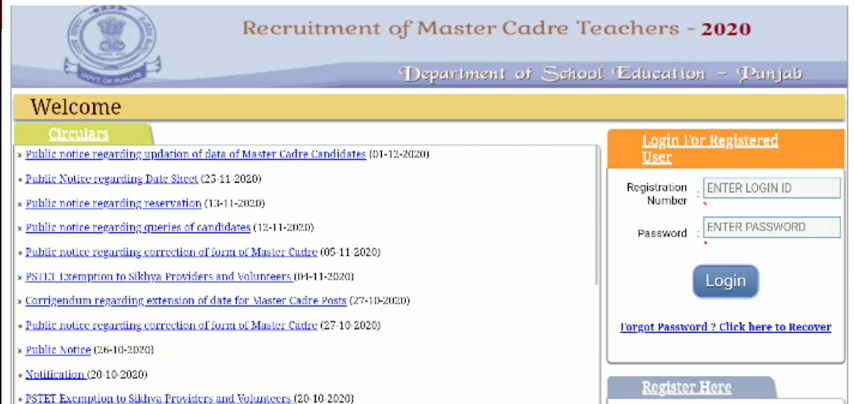 Recruitment of Master Cadre Teachers - 2020
GOVT. OF PUNJAB
Department of School Education - Punjab
Welcome
Circulars
» Public notice regarding updation of data of Master Cadre Candidates (01-12-2020)
» Public Notice regarding Date Sheet (25-11-2020)
» Public notice regarding reservation (13-11-2020)
» Public notice regarding queries of candidates (12-11-2020)
» Public notice regarding correction of form of Master Cadre (05-11-2020)
» PSTET Exemption to Sikhya Providers and Volunteers (04-11-2020)
» Corrigendum regarding extension of date for Master Cadre Posts (27-10-2020)
» Public notice regarding correction of form of Master Cadre (27-10-2020)
» Public Notice (26-10-2020)
» Notification (20-10-2020)
» PSTET Exemption to Sikhya Providers and Volunteers (20-10-2020)
Login For Registered
User
Registration
Number : ENTER LOGIN ID
*
Password : ENTER PASSWORD
*
Login
Forgot Password ? Click here to Recover
Register Here